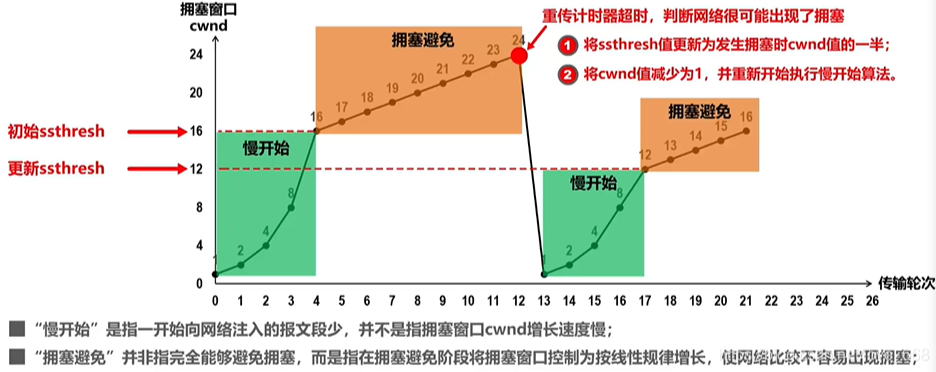 拥塞窗口
cwnd
重传计时器超时，判断网络很可能出现了拥塞
① 将ssthresh值更新为发生拥塞时cwnd值的一半；
② 将cwnd值减少为1，并重新开始执行慢开始算法。
拥塞避免
24
24
23
22
21
20
20
19
18
17
16
初始ssthresh
16
慢开始
拥塞避免
16
15
14
13
12
更新ssthresh
12
慢开始
8
8
8
4
4
4
2
2
1
1
0
传输轮次
0 1 2 3 4 5 6 7 8 9 10 11 12 13 14 15 16 17 18 19 20 21 22 23 24 25 26
“慢开始”是指一开始向网络注入的报文段少，并不是指拥塞窗口cwnd增长速度慢；
“拥塞避免”并非指完全能够避免拥塞，而是指在拥塞避免阶段将拥塞窗口控制为按线性规律增长，使网络比较不容易出现拥塞；